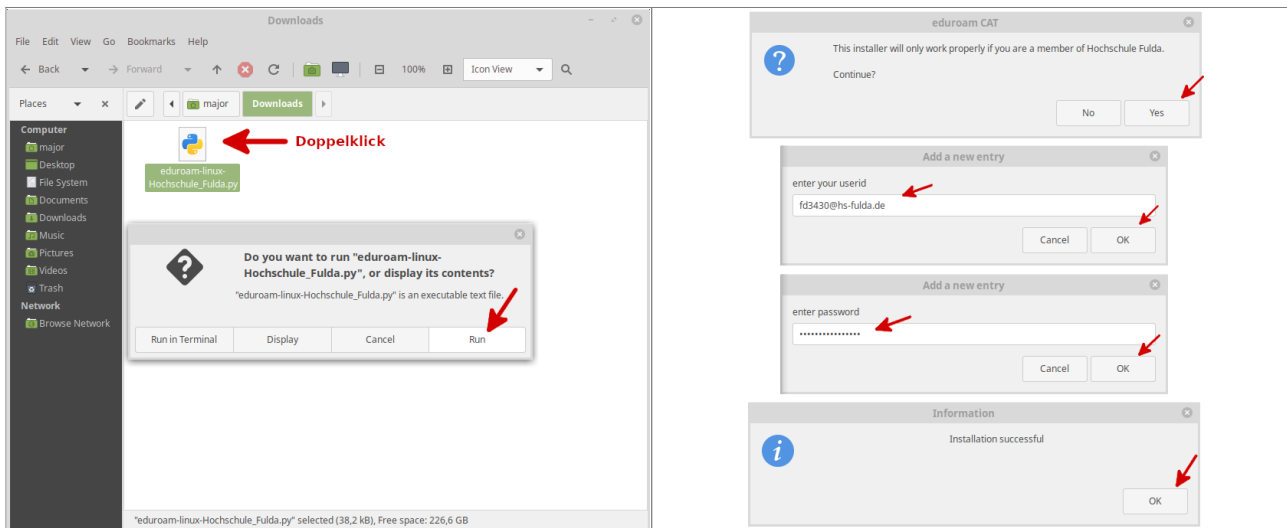 Downloads
File Edit View Go Bookmarks Help
Back Forward 100% Icon View
Places major Downloads
Computer
major
Desktop
File System
Documents
Downloads
Music
Pictures
Videos
Trash
Network
Browse Network
Doppelklick
eduroam-linux-
Hochschule_Fulda.py
Do you want to run "eduroam-linux-
Hochschule_Fulda.py", or display its contents?
"eduroam-linux-Hochschule_Fulda.py" is an executable text file.
Run in Terminal Display Cancel Run
"eduroam-linux-Hochschule_Fulda.py" selected (38,2 kB), Free space: 226,6 GB
eduroam CAT
This installer will only work properly if you are a member of Hochschule Fulda.
Continue?
No Yes
Add a new entry
enter your userid
fd3430@hs-fulda.de
Cancel OK
Add a new entry
enter password
••••••••••••••••
Cancel OK
Information
Installation successful
OK